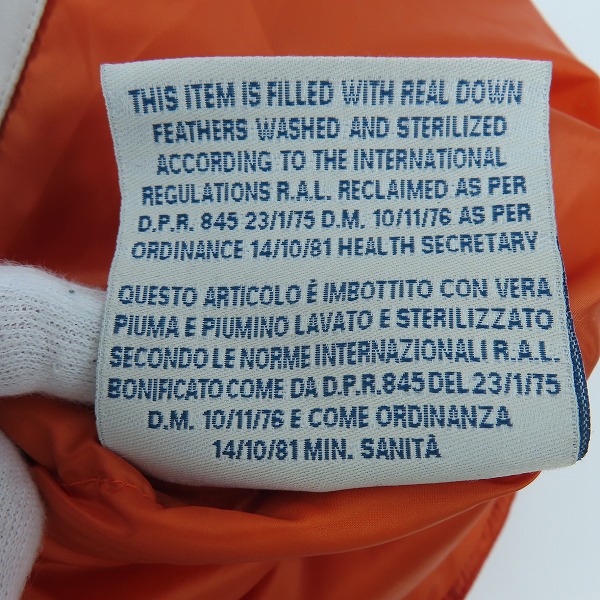 THIS ITEM IS FILLED WITH REAL DOWN
FEATHERS WASHED AND STERILIZED
ACCORDING TO THE INTERNATIONAL
REGULATIONS R.A.L. RECLAIMED AS PER
D.P.R. 845 23/1/75 D.M. 10/11/76 AS PER
ORDINANCE 14/10/81 HEALTH SECRETARY
QUESTO ARTICOLO È IMBOTTITO CON VERA
PIUMA E PIUMINO LAVATO E STERILIZZATO
SECONDO LE NORME INTERNAZIONALI R.A.L.
BONIFICATO COME DA D.P.R. 845 DEL 23/1/75
D.M. 10/11/76 E COME ORDINANZA
14/10/81 MIN. SANITÀ